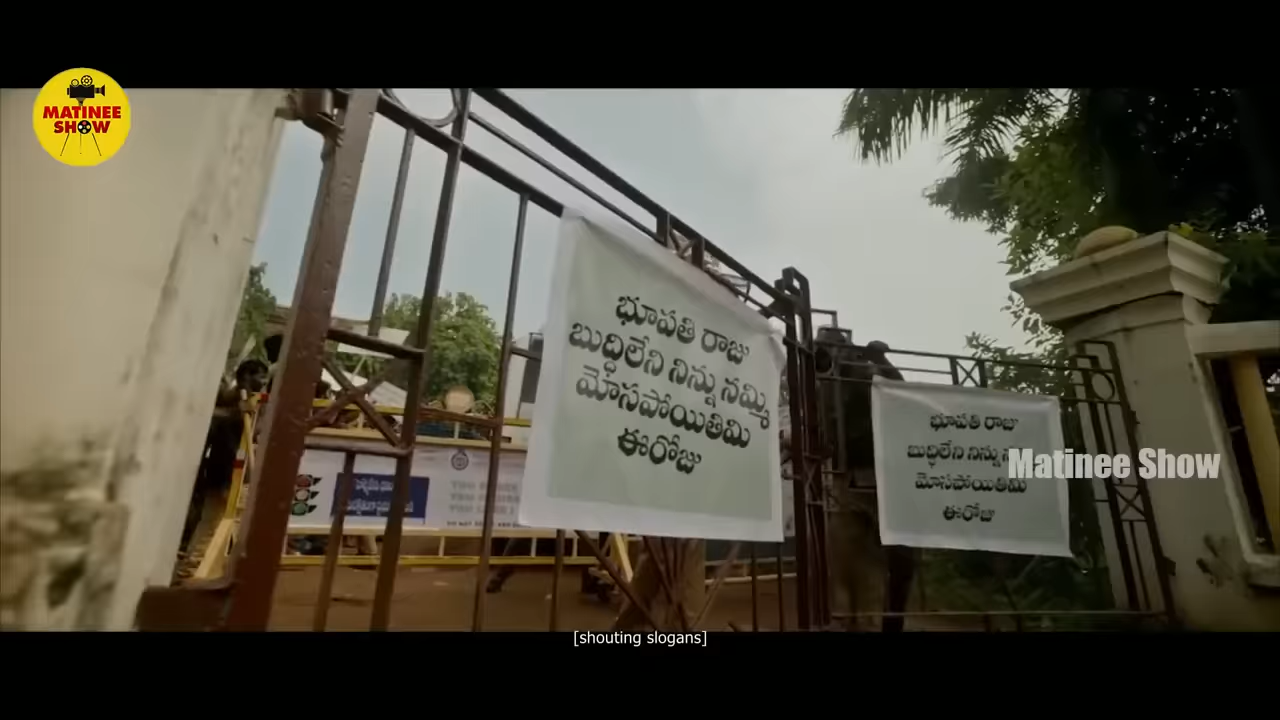 MATINEE
SHOW
భూపతి రాజు
బుద్ధిలేని నిన్ను నమ్మి
మోసపోయితిమి
ఈరోజు
భూపతి రాజు
బుద్ధిలేని నిన్ను
మోసపోయితిమి
ఈరోజు
Matinee Show
[shouting slogans]